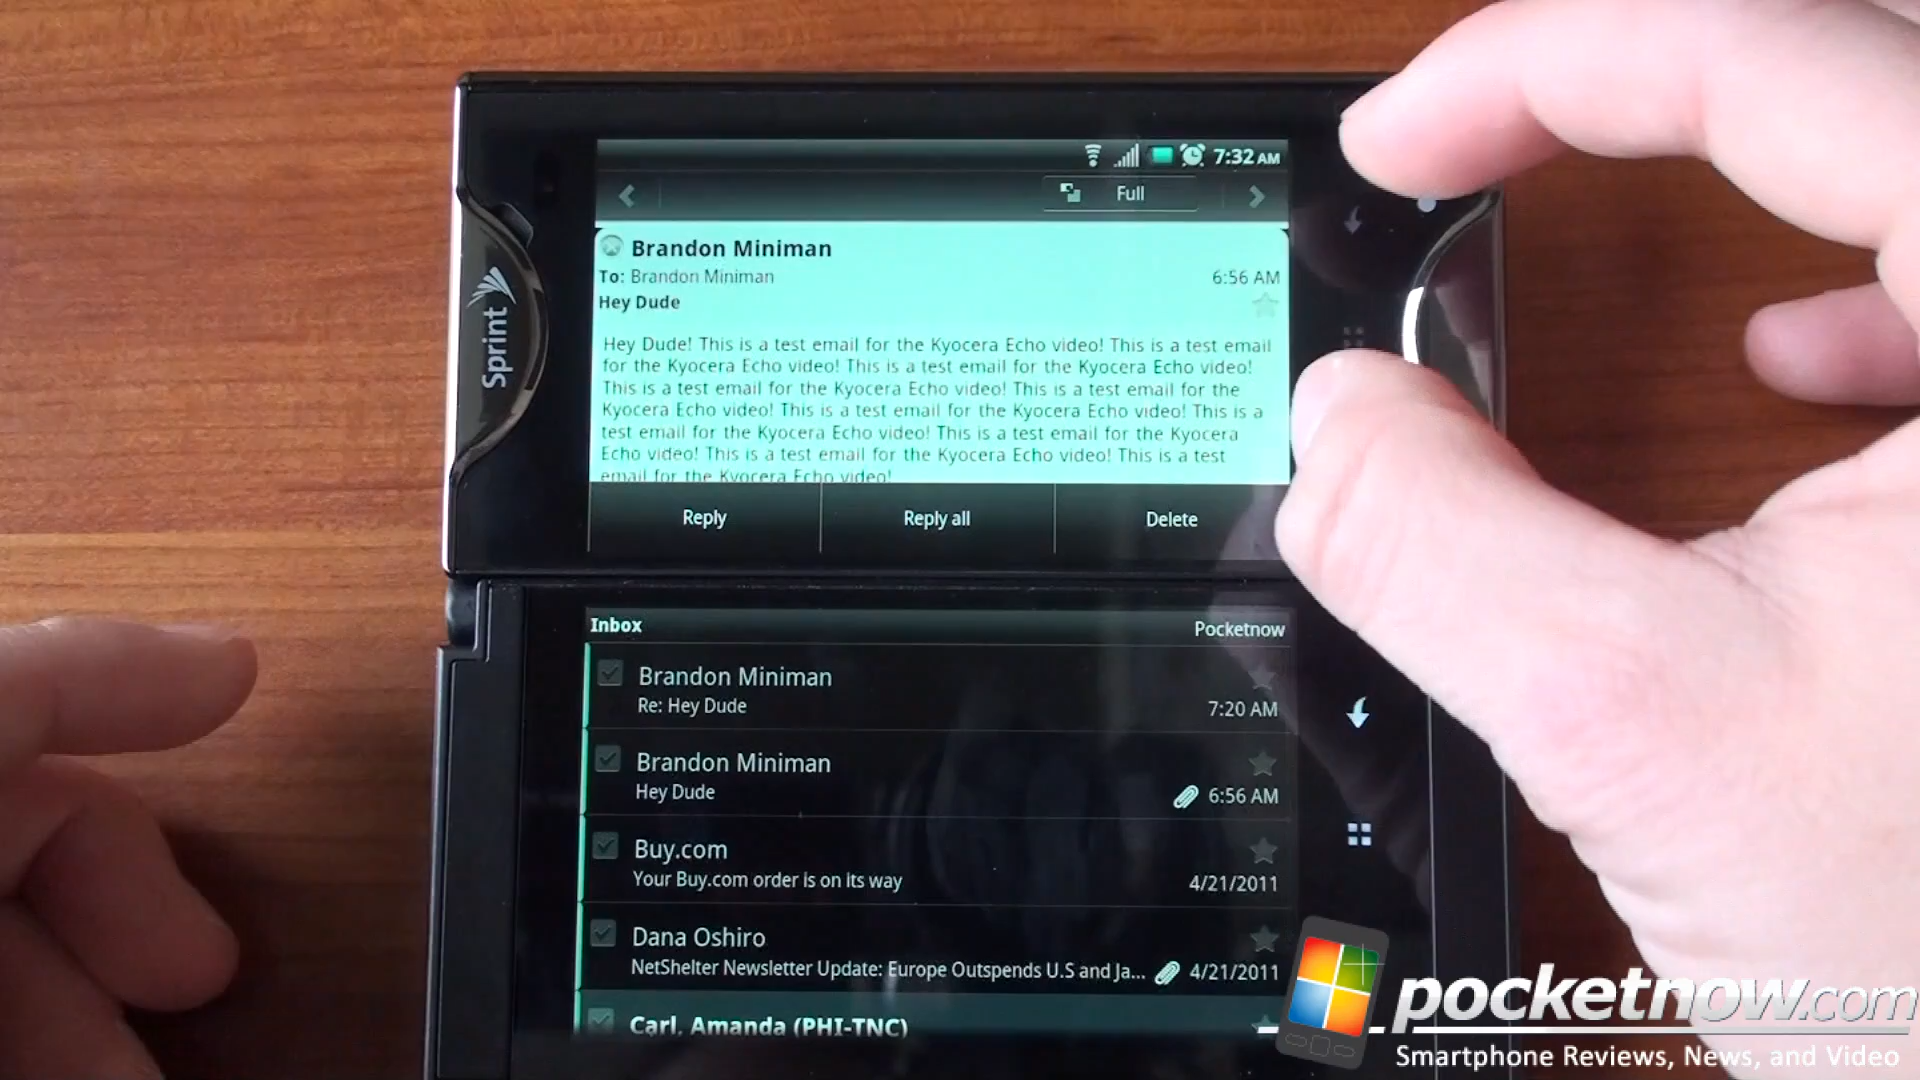 7:32 AM
Full
Brandon Miniman
To: Brandon Miniman
6:56 AM
Hey Dude
Hey Dude! This is a test email for the Kyocera Echo video! This is a test email
for the Kyocera Echo video! This is a test email for the Kyocera Echo video!
This is a test email for the Kyocera Echo video! This is a test email for the
Kyocera Echo video! This is a test email for the Kyocera Echo video! This is a
test email for the Kyocera Echo video! This is a test email for the Kyocera
Echo video! This is a test email for the Kyocera Echo video! This is a test
email for the Kyocera Echo video!
Reply
Reply all
Delete
Sprint
Inbox
Pocketnow
Brandon Miniman
Re: Hey Dude
7:20 AM
Brandon Miniman
Hey Dude
6:56 AM
Buy.com
Your Buy.com order is on its way
4/21/2011
Dana Oshiro
NetShelter Newsletter Update: Europe Outspends U.S and Ja...
4/21/2011
Carl, Amanda (PHI-TNC)
pocketnow.com
Smartphone Reviews, News, and Video